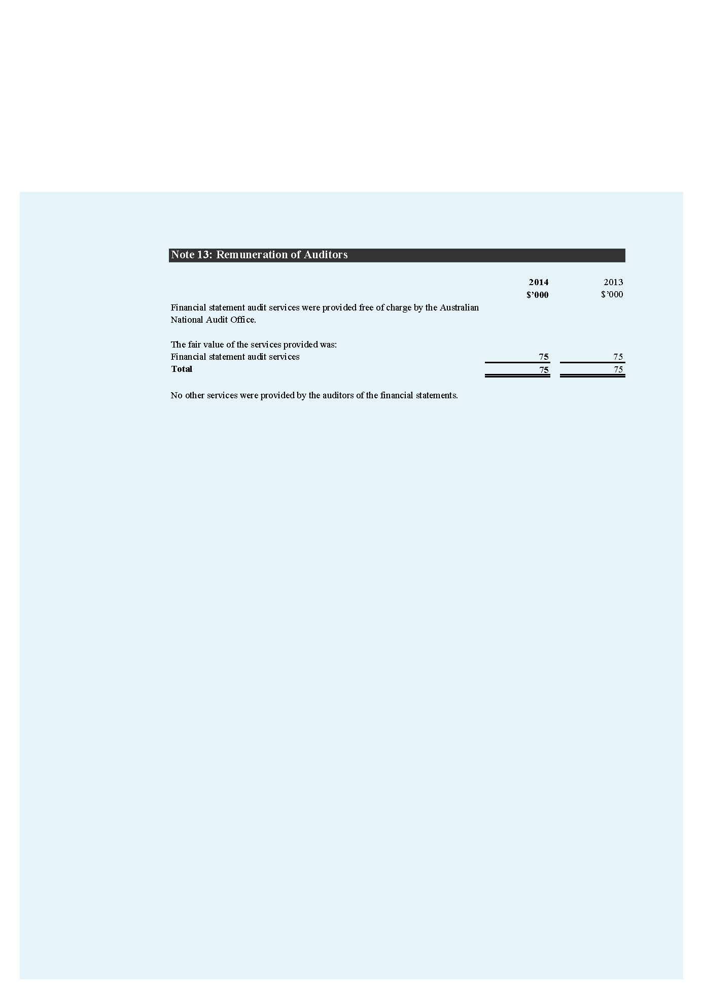 Note 13: Remuneration of Auditors
2014 2013
$’000 $’000
Financial statement audit services were provided free of charge by the Australian
National Audit Office.
The fair value of the services provided was:
Financial statement audit services 75 75
Total 75 75
No other services were provided by the auditors of the financial statements.